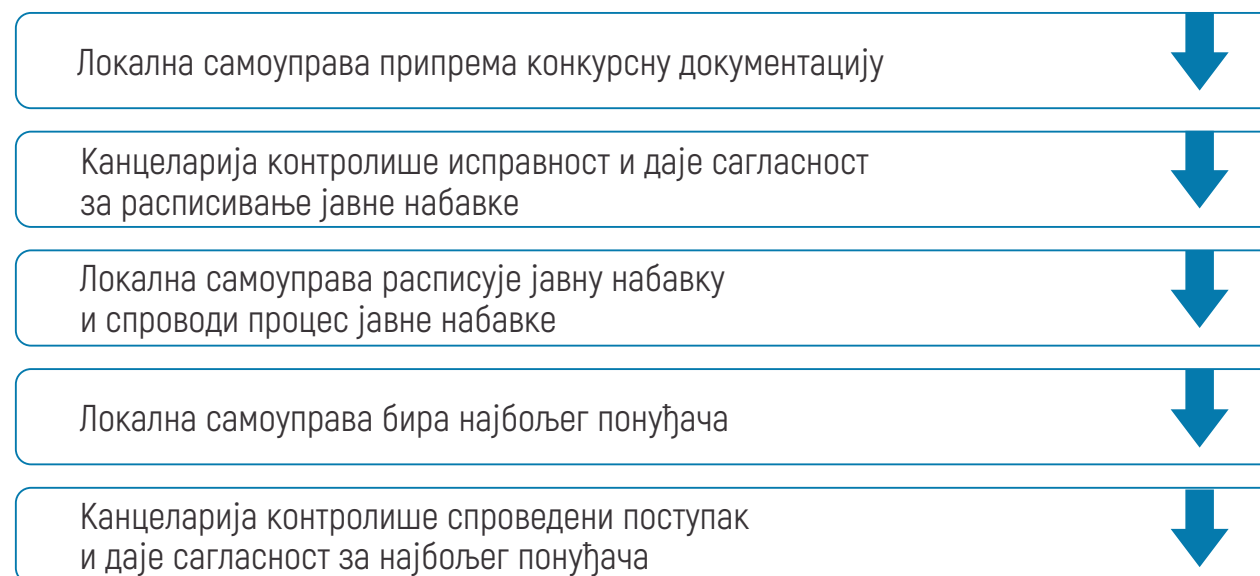 Локална самоуправа припрема конкурсну документацију
Канцеларија контролише исправност и даје сагласност
за расписивање јавне набавке
Локална самоуправа расписује јавну набавку
и спроводи процес јавне набавке
Локална самоуправа бира најбољег понуђача
Канцеларија контролише спроведени поступак
и даје сагласност за најбољег понуђача